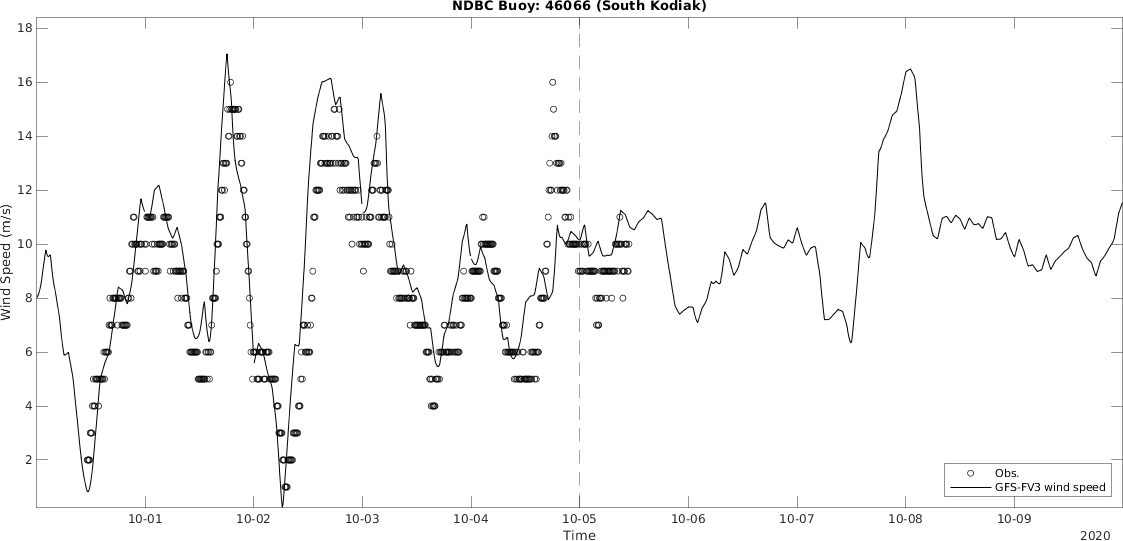 NDBC Buoy: 46066 (South Kodiak)
18
16
14
12
10
8
6
4
2
Wind Speed (m/s)
Obs.
GFS-FV3 wind speed
10-01 10-02 10-03 10-04 10-05 10-06 10-07 10-08 10-09
Time
2020